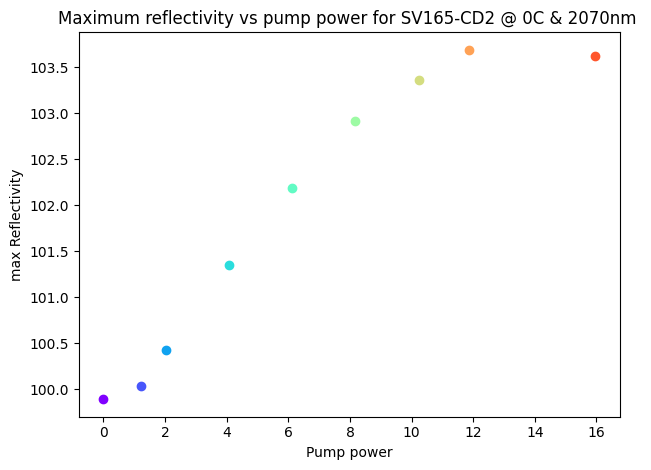 Maximum reflectivity vs pump power for SV165-CD2 @ 0C & 2070nm
103.5
103.0
102.5
102.0
101.5
101.0
100.5
100.0
max Reflectivity
0 2 4 6 8 10 12 14 16
Pump power